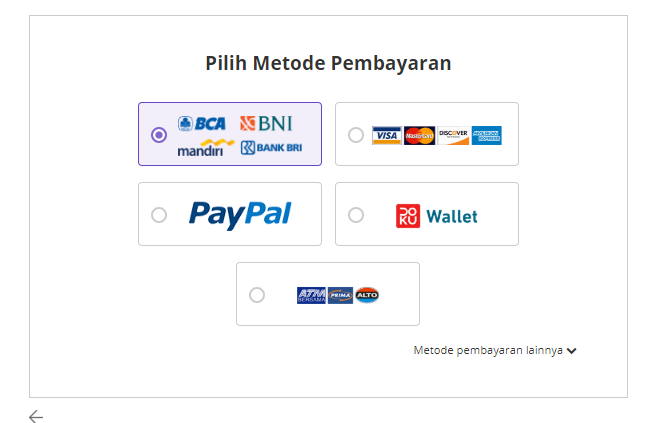 Pilih Metode Pembayaran
BCA BNI
mandırı BANK BRI
VISA MasterCard DISCOVER AMERICAN EXPRESS
PayPal
DOKU Wallet
ATM BERSAMA PRIMA ALTO
Metode pembayaran lainnya